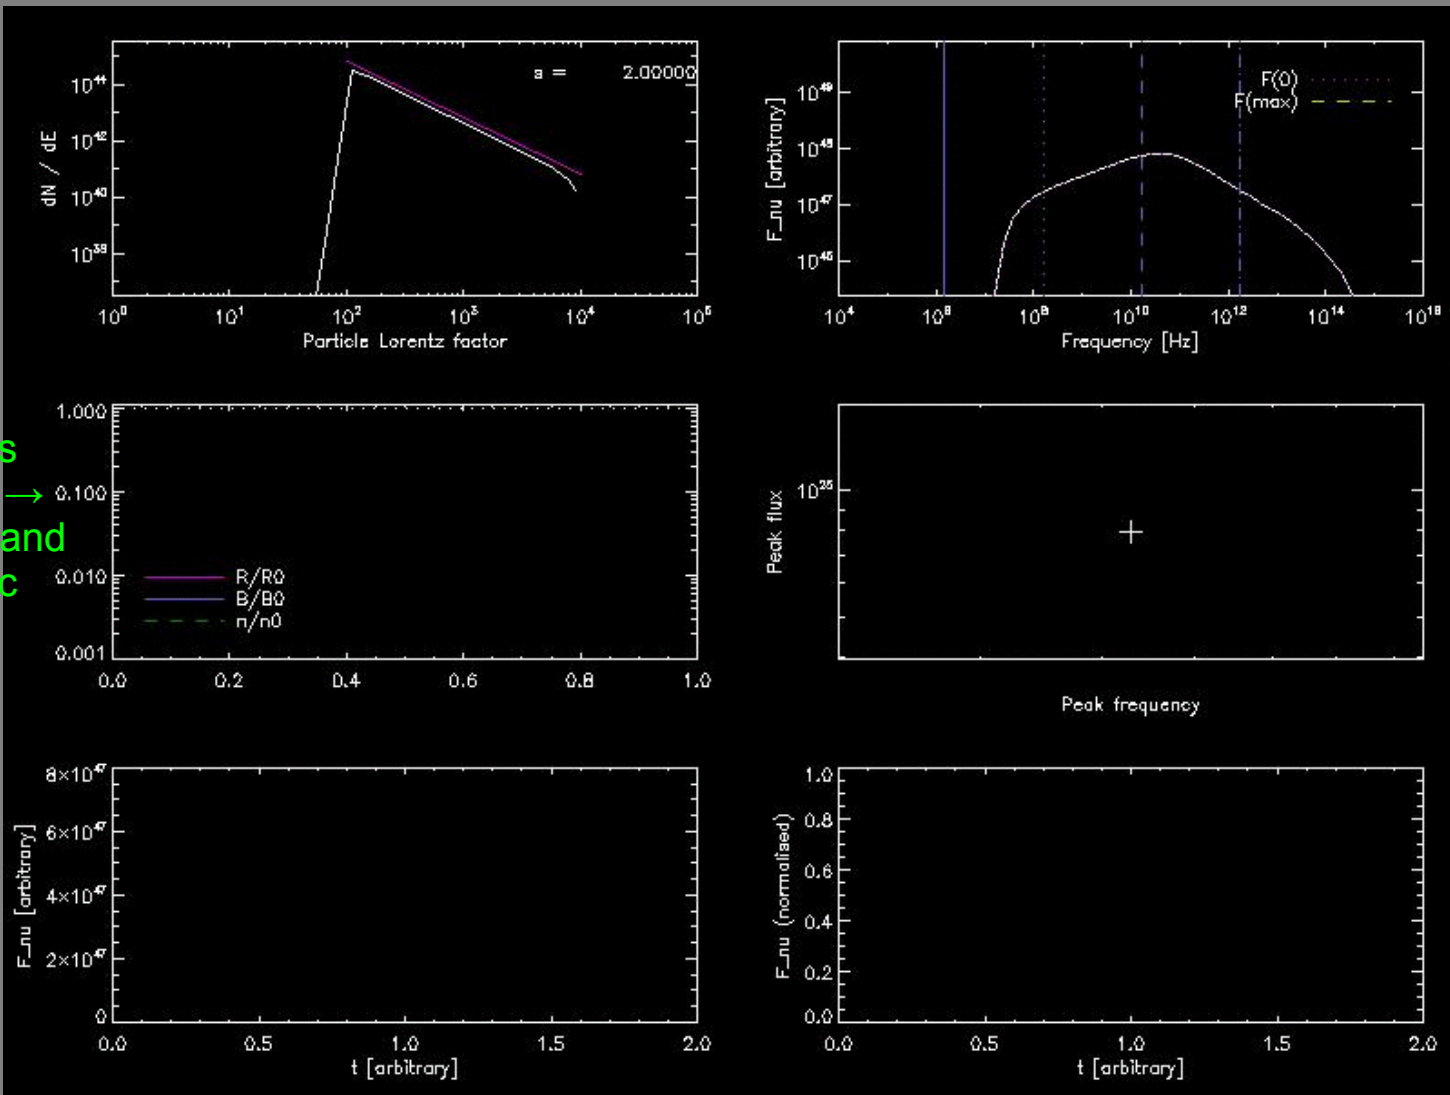 10⁴⁴
10⁴²
10⁴⁰
10³⁸
dN / dE
s = 2.00000
10⁰ 10¹ 10² 10³ 10⁴ 10⁵
Particle Lorentz factor
10⁴⁹
10⁴⁸
10⁴⁷
10⁴⁶
F_nu [arbitrary]
F(0)
F(max)
10⁴ 10⁶ 10⁸ 10¹⁰ 10¹² 10¹⁴ 10¹⁶
Frequency [Hz]
s
→
and
c
1.000
0.100
0.010
0.001
R/R0
B/B0
n/n0
0.0 0.2 0.4 0.6 0.8 1.0
10²⁵
Peak flux
Peak frequency
8×10⁴⁷
6×10⁴⁷
4×10⁴⁷
2×10⁴⁷
0
F_nu [arbitrary]
0.0 0.5 1.0 1.5 2.0
t [arbitrary]
1.0
0.8
0.6
0.4
0.2
0.0
F_nu (normalised)
0.0 0.5 1.0 1.5 2.0
t [arbitrary]